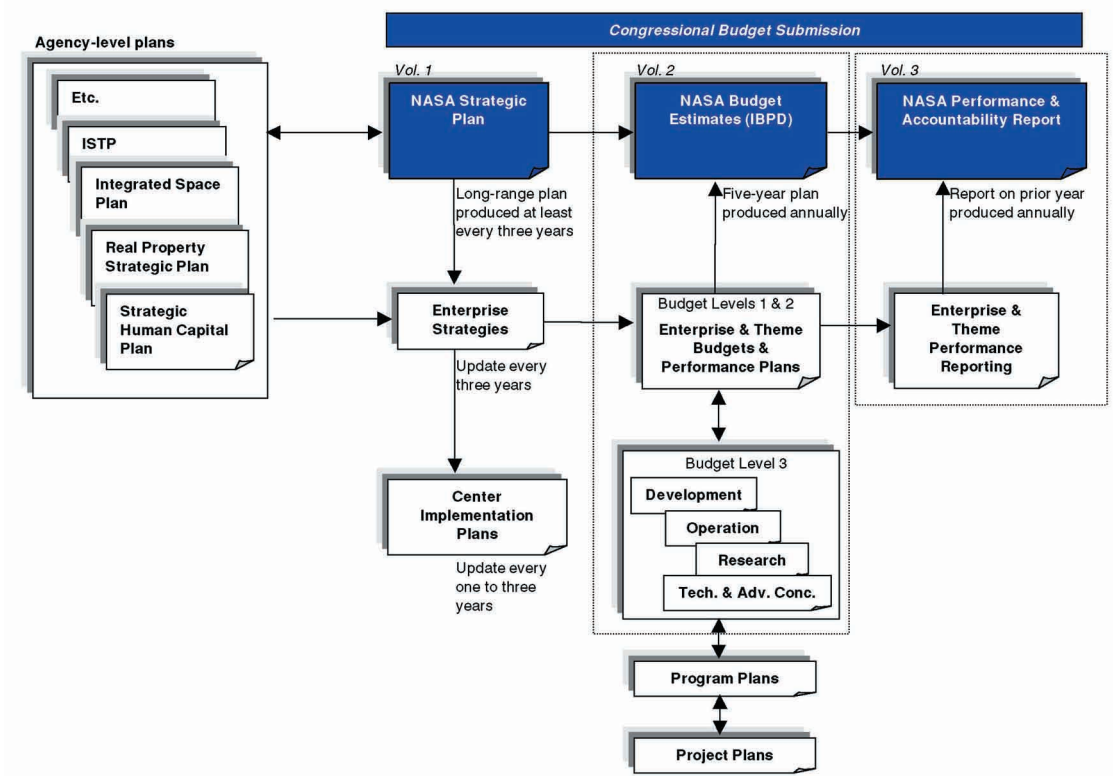 Congressional Budget Submission
Agency-level plans
Etc.
ISTP
Integrated Space
Plan
Real Property
Strategic Plan
Strategic
Human Capital
Plan
Vol. 1
NASA Strategic
Plan
Long-range plan
produced at least
every three years
Enterprise
Strategies
Update every
three years
Center
Implementation
Plans
Update every
one to three
years
Vol. 2
NASA Budget
Estimates (IBPD)
Five-year plan
produced annually
Budget Levels 1 & 2
Enterprise & Theme
Budgets &
Performance Plans
Budget Level 3
Development
Operation
Research
Tech. & Adv. Conc.
Program Plans
Project Plans
Vol. 3
NASA Performance &
Accountability Report
Report on prior year
produced annually
Enterprise &
Theme
Performance
Reporting